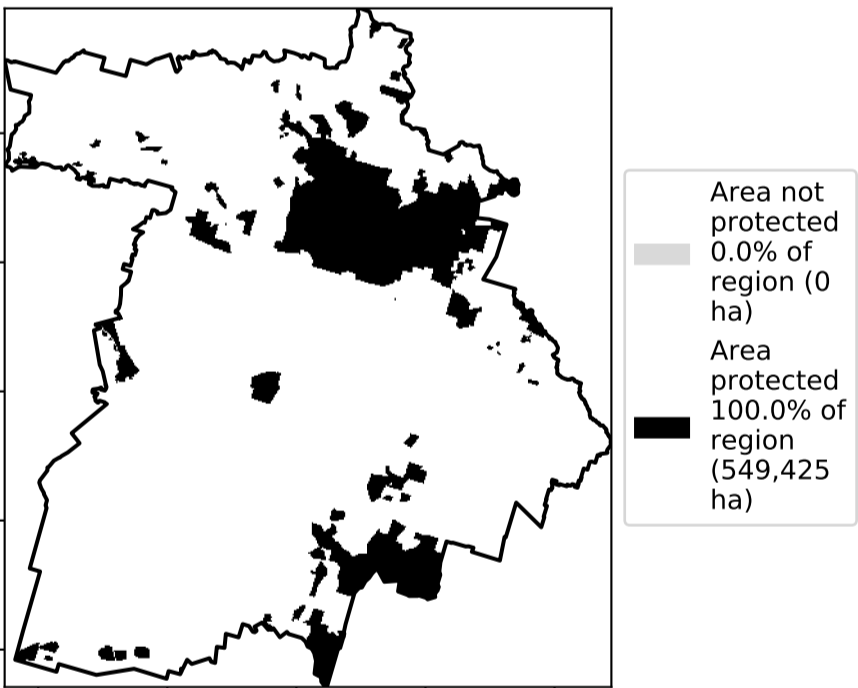 Area not
protected
0.0% of
region (0
ha)
Area
protected
100.0% of
region
(549,425
ha)